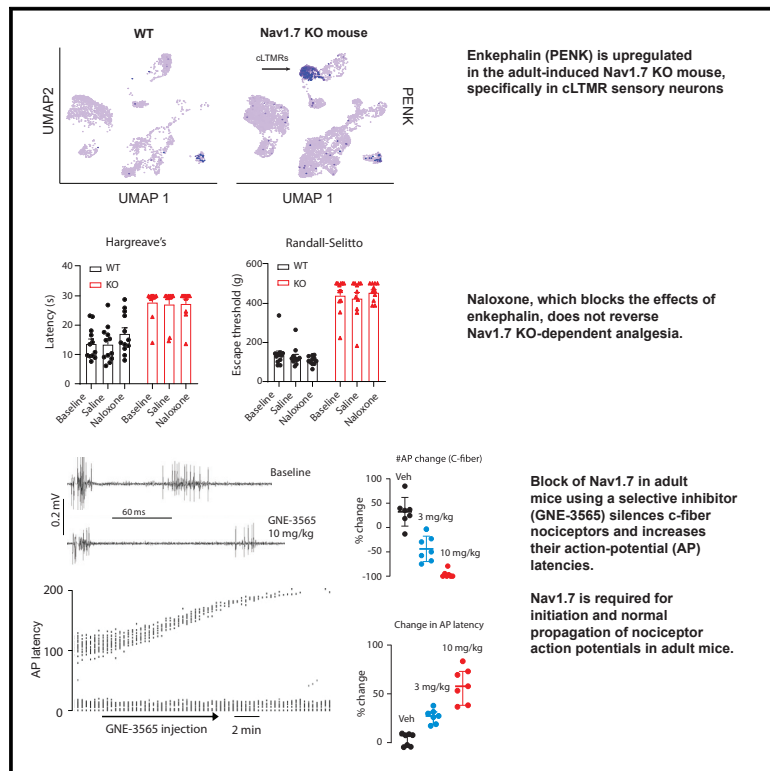 WT
Nav1.7 KO mouse
cLTMRs
UMAP2
PENK
UMAP 1
UMAP 1
Enkephalin (PENK) is upregulated
in the adult-induced Nav1.7 KO mouse,
specifically in cLTMR sensory neurons
Hargreave's
WT
KO
Latency (s)
40
30
20
10
0
Baseline
Saline
Naloxone
Baseline
Saline
Naloxone
Randall-Selitto
WT
KO
Escape threshold (g)
600
400
200
0
Baseline
Saline
Naloxone
Baseline
Saline
Naloxone
Naloxone, which blocks the effects of
enkephalin, does not reverse
Nav1.7 KO-dependent analgesia.
Baseline
0.2 mV
60 ms
GNE-3565
10 mg/kg
AP latency
200
100
0
GNE-3565 injection
2 min
#AP change (C-fiber)
Veh
3 mg/kg
10 mg/kg
% change
100
50
0
-50
-100
Change in AP latency
10 mg/kg
3 mg/kg
Veh
% change
100
50
0
Block of Nav1.7 in adult
mice using a selective inhibitor
(GNE-3565) silences c-fiber
nociceptors and increases
their action-potential (AP)
latencies.
Nav1.7 is required for
initiation and normal
propagation of nociceptor
action potentials in adult mice.